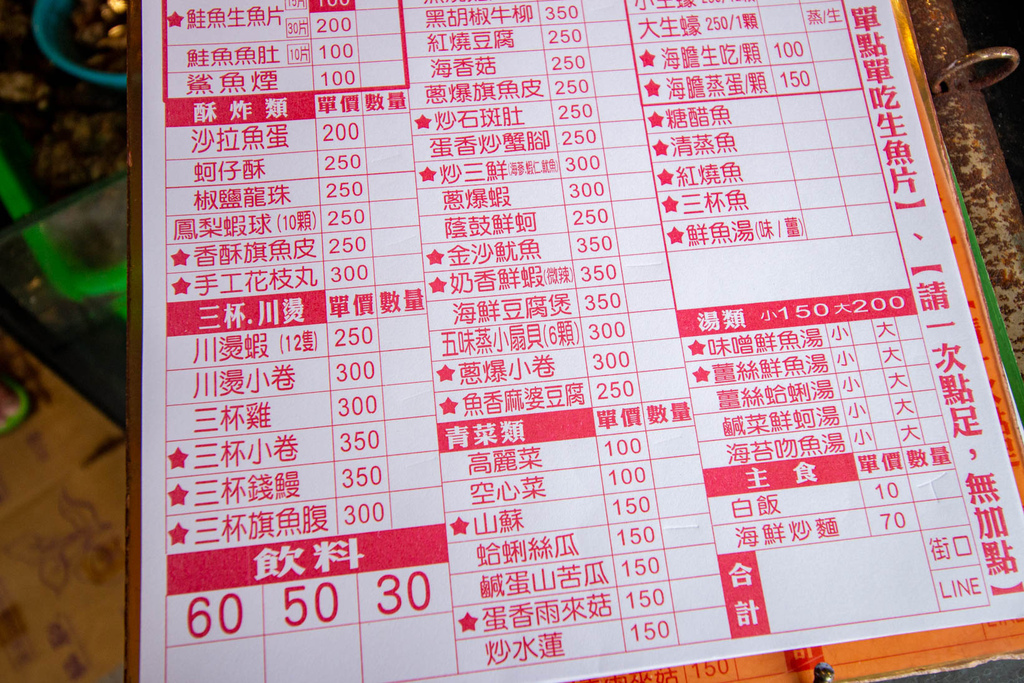 15片 100
★鮭魚生魚片 30片 200
鮭魚魚肚 10片 100
鯊魚煙 100
酥炸類 單價 數量
沙拉魚蛋 200
蚵仔酥 250
椒鹽龍珠 250
鳳梨蝦球(10顆) 250
★香酥旗魚皮 250
★手工花枝丸 300
三杯.川燙 單價 數量
川燙蝦(12隻) 250
川燙小卷 300
三杯雞 300
★三杯小卷 350
★三杯錢鰻 350
★三杯旗魚腹 300
飲料
60 50 30
黑胡椒牛柳 350
紅燒豆腐 250
海香菇 250
蔥爆旗魚皮 250
★炒石斑肚 250
蛋香炒蟹腳 250
★炒三鮮(海蔘.蝦仁.魷魚) 300
蔥爆蝦 300
蔭鼓鮮蚵 250
★金沙魷魚 350
★奶香鮮蝦(微辣) 350
海鮮豆腐煲 350
五味蒸小扇貝(6顆) 300
★蔥爆小卷 300
★魚香麻婆豆腐 250
青菜類 單價 數量
高麗菜 100
空心菜 100
★山蘇 150
蛤蜊絲瓜 150
鹹蛋山苦瓜 150
★蛋香雨來菇 150
炒水蓮 150
大生蠔 250/1顆 蒸/生
★海膽生吃/顆 100
★海膽蒸蛋/顆 150
★糖醋魚
★清蒸魚
★紅燒魚
★三杯魚
★鮮魚湯(味/薑)
湯類 小150大200
★味噌鮮魚湯 小 大
★薑絲鮮魚湯 小 大
薑絲蛤蜊湯 小 大
鹹菜鮮蚵湯 小 大
海苔吻魚湯 小 大
主食 單價 數量
白飯 10
海鮮炒麵 70
合計
街口
LINE
單點單吃生魚片】、【請一次點足,無加點】